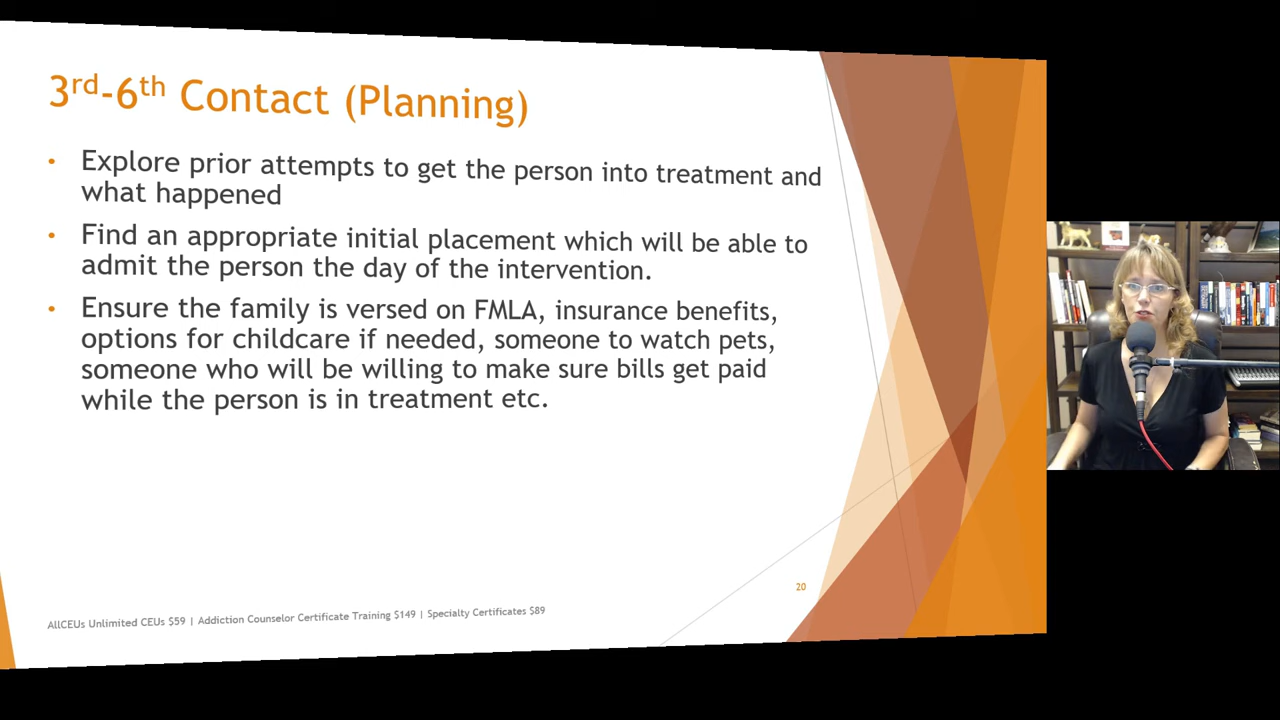 3rd-6th Contact (Planning)
• Explore prior attempts to get the person into treatment and
what happened
• Find an appropriate initial placement which will be able to
admit the person the day of the intervention.
• Ensure the family is versed on FMLA, insurance benefits,
options for childcare if needed, someone to watch pets,
someone who will be willing to make sure bills get paid
while the person is in treatment etc.
20
AllCEUs Unlimited CEUs $59 | Addiction Counselor Certificate Training $149 | Specialty Certificates $89